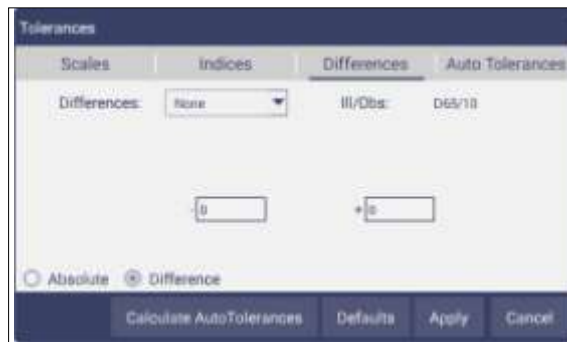 Tolerances
Scales Indices Differences Auto Tolerances
Differences: None Ill/Obs: D65/10
- 0 + 0
Absolute Difference
Calculate AutoTolerances Defaults Apply Cancel